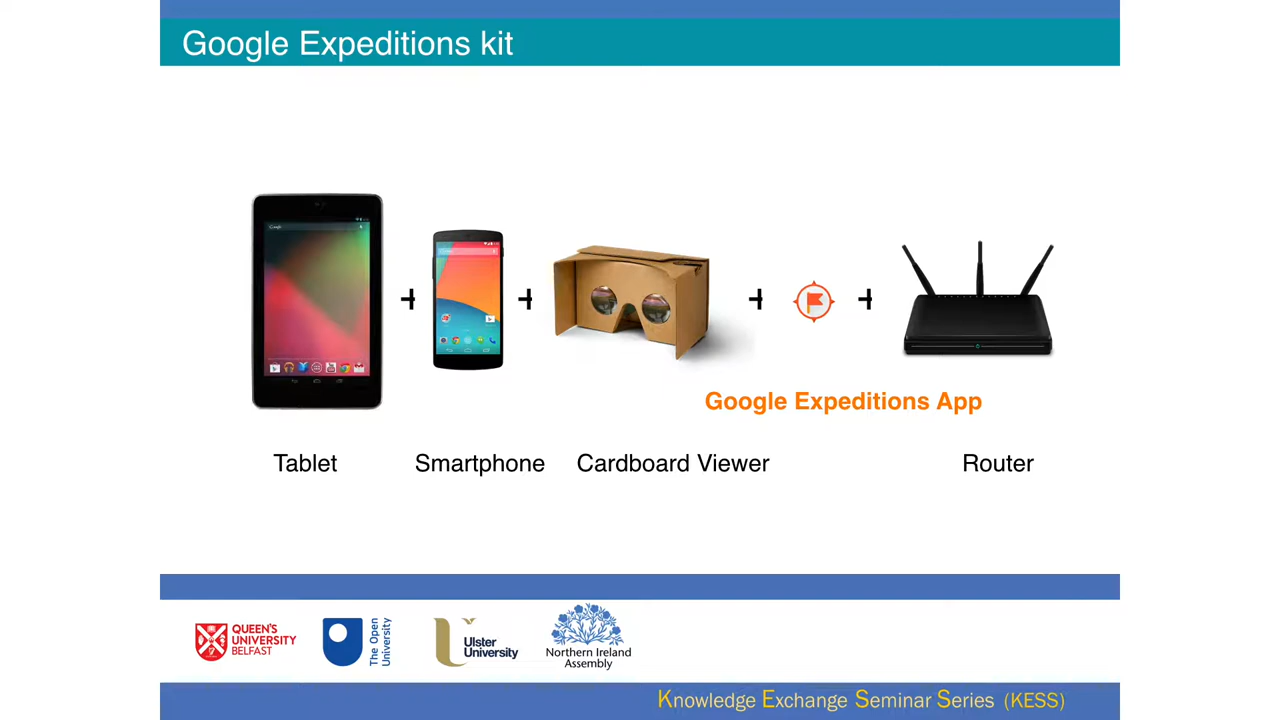 Google Expeditions kit
+ + + +
Google Expeditions App
Tablet Smartphone Cardboard Viewer Router
QUEEN'S
UNIVERSITY
BELFAST
The Open
University
Ulster
University
Northern Ireland
Assembly
Knowledge Exchange Seminar Series (KESS)